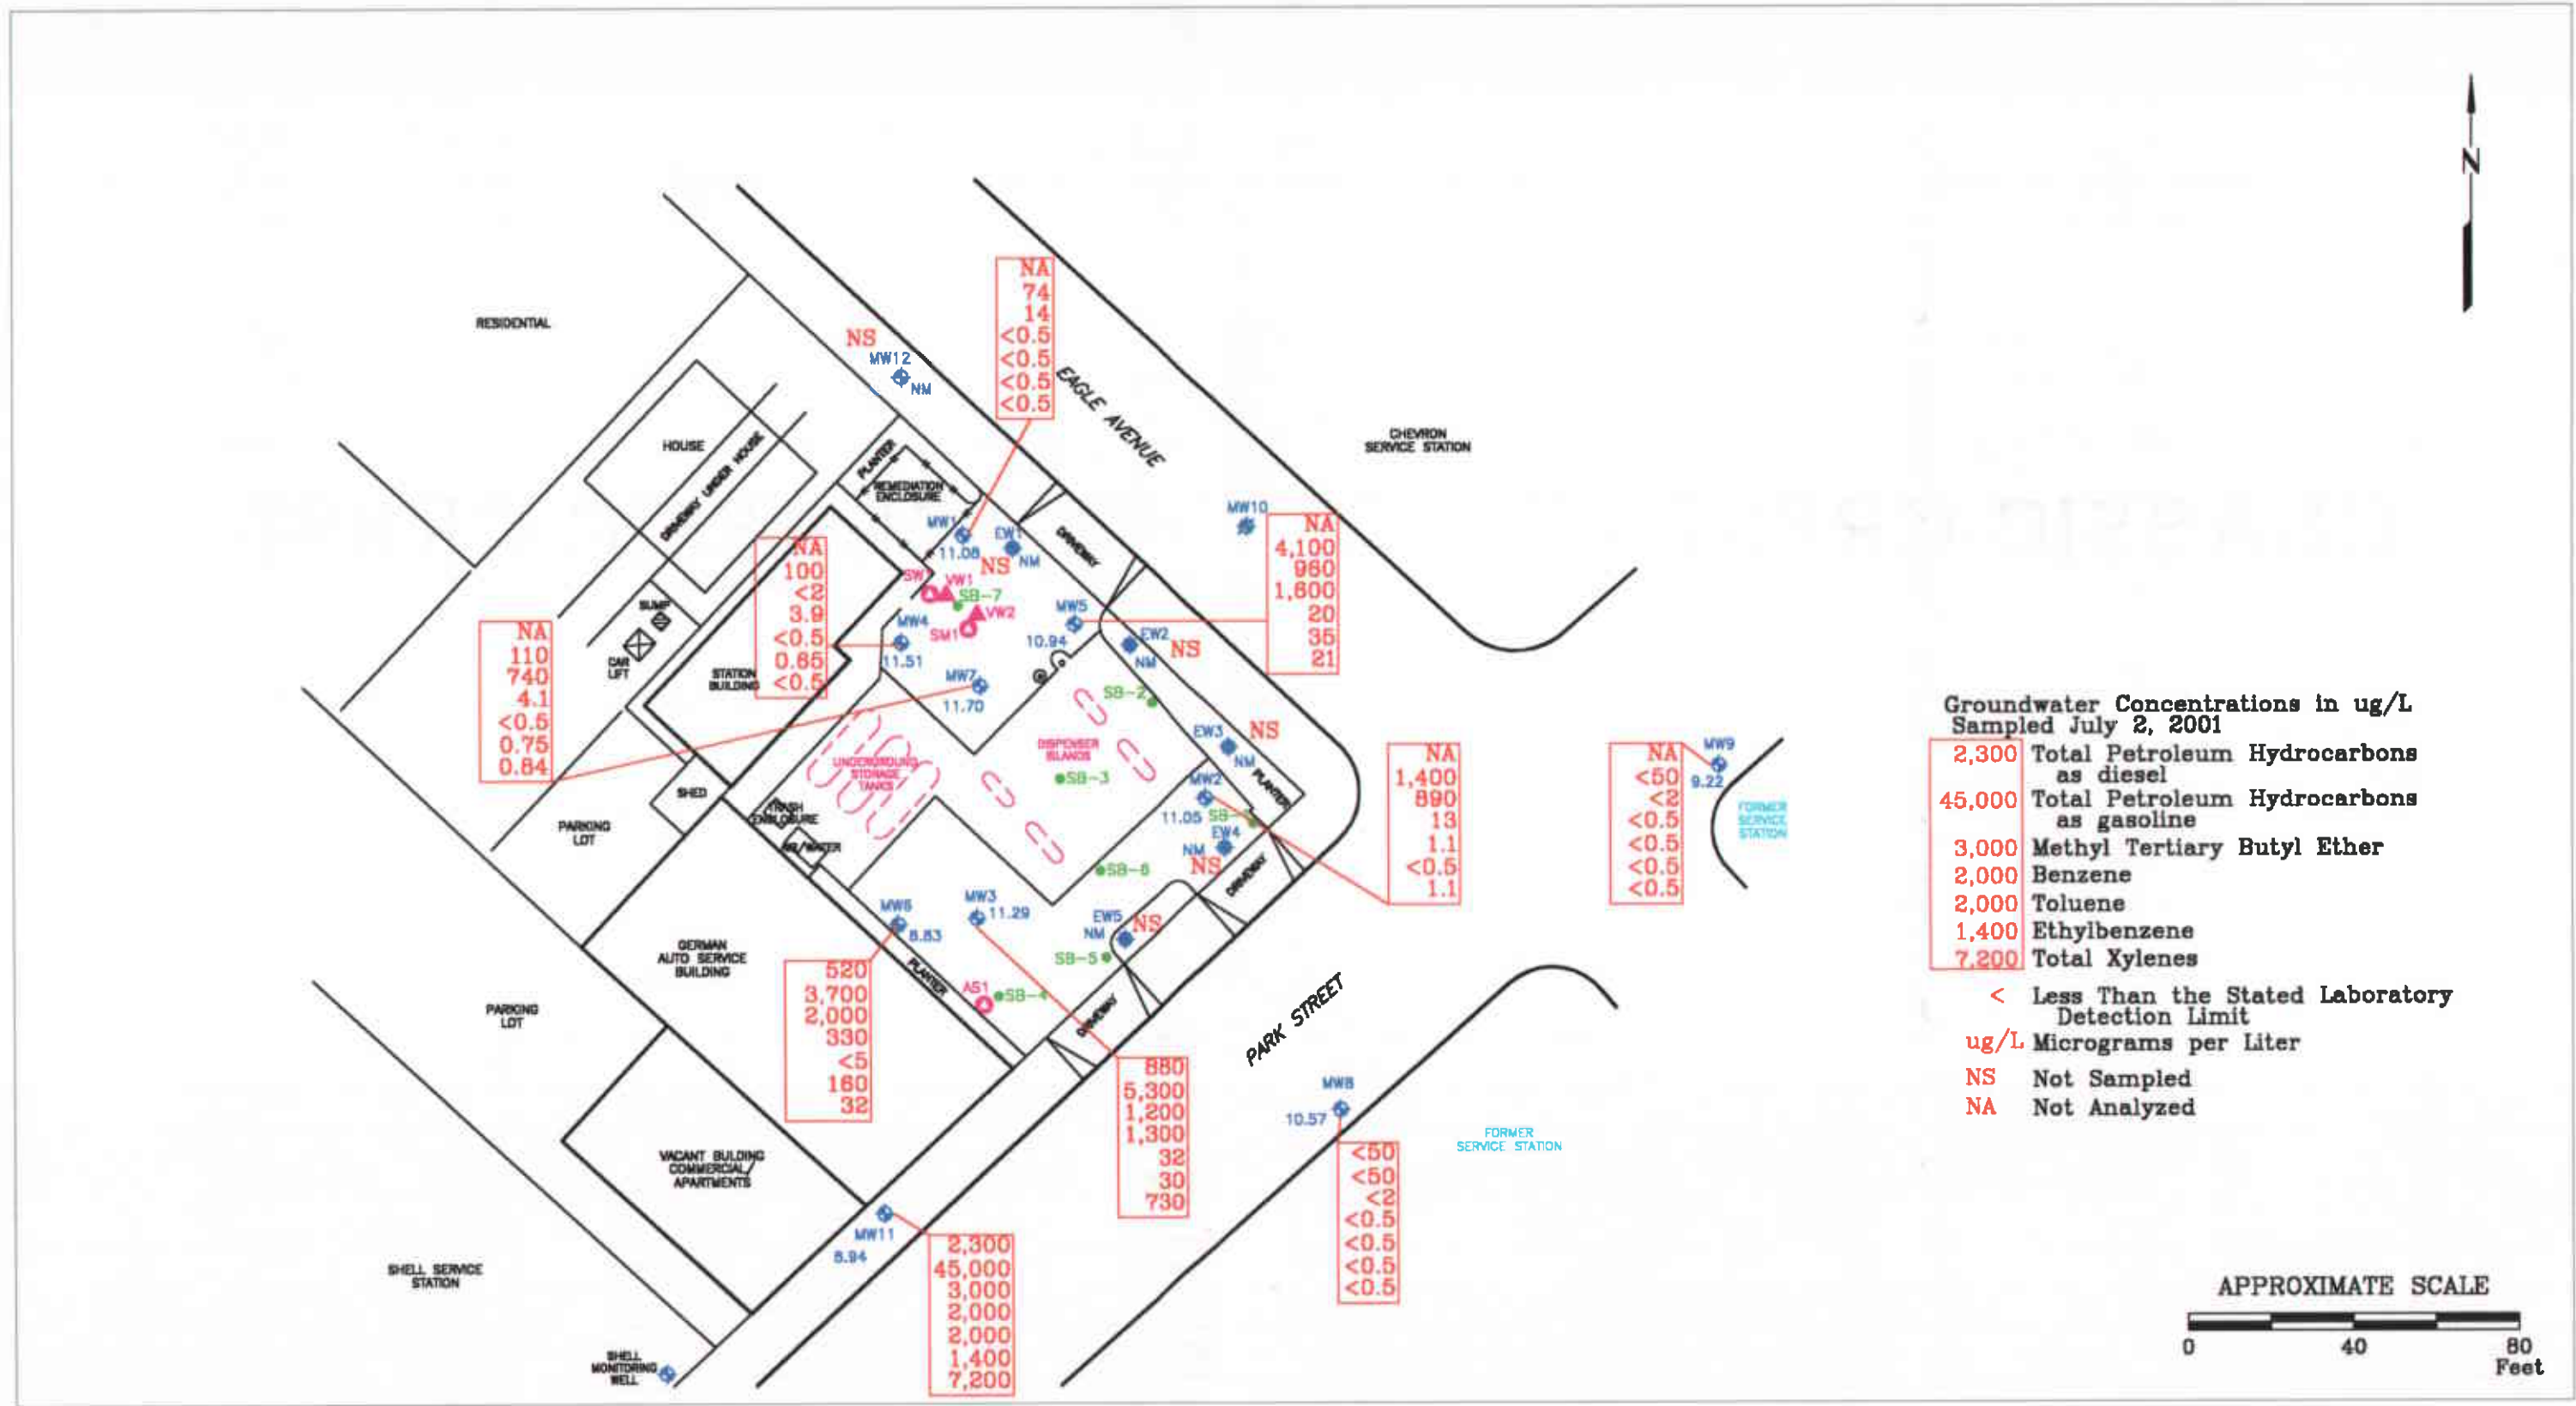 N
RESIDENTIAL
NS
MW12
NM
NA
74
14
<0.5
<0.5
<0.5
<0.5
EAGLE AVENUE
CHEVRON
SERVICE STATION
HOUSE
DRIVEWAY UNDER HOUSE
PLANTER
REMEDIATION
ENCLOSURE
MW1
11.08
EW1
NM
NS
DRIVEWAY
MW10
NA
4,100
960
1,800
20
35
21
NA
100
<2
3.9
<0.5
0.65
<0.5
VW1
SB-7
VW2
SM1
MW4
11.51
MW5
10.94
EW2
NM
NS
SUMP
CAR
LIFT
STATION
BUILDING
MW7
11.70
NA
110
740
4.1
<0.5
0.75
0.84
SB-2
EW3
NM
NS
DISPENSER
ISLANDS
SB-3
UNDERGROUND
STORAGE
TANKS
MW2
11.05
PLANTER
EW4
NM
NS
DRIVEWAY
SHED
TRASH
ENCLOSURE
AIR/WATER
PARKING
LOT
NA
1,400
890
13
1.1
<0.5
1.1
NA
<50
<2
<0.5
<0.5
<0.5
<0.5
MW9
9.22
FORMER
SERVICE
STATION
SB-6
MW6
8.83
MW3
11.29
EW5
NM
NS
SB-5
AS1
SB-4
PLANTER
DRIVEWAY
GERMAN
AUTO SERVICE
BUILDING
520
3,700
2,000
330
<5
160
32
PARKING
LOT
PARK STREET
880
5,300
1,200
1,300
32
30
730
MW8
10.57
<50
<50
<2
<0.5
<0.5
<0.5
<0.5
FORMER
SERVICE STATION
VACANT BUILDING
COMMERCIAL/
APARTMENTS
MW11
8.94
2,300
45,000
3,000
2,000
2,000
1,400
7,200
SHELL SERVICE
STATION
SHELL
MONITORING
WELL
Groundwater Concentrations in ug/L
Sampled July 2, 2001
2,300 Total Petroleum Hydrocarbons
as diesel
45,000 Total Petroleum Hydrocarbons
as gasoline
3,000 Methyl Tertiary Butyl Ether
2,000 Benzene
2,000 Toluene
1,400 Ethylbenzene
7,200 Total Xylenes
< Less Than the Stated Laboratory
Detection Limit
ug/L Micrograms per Liter
NS Not Sampled
NA Not Analyzed
APPROXIMATE SCALE
0 40 80
Feet